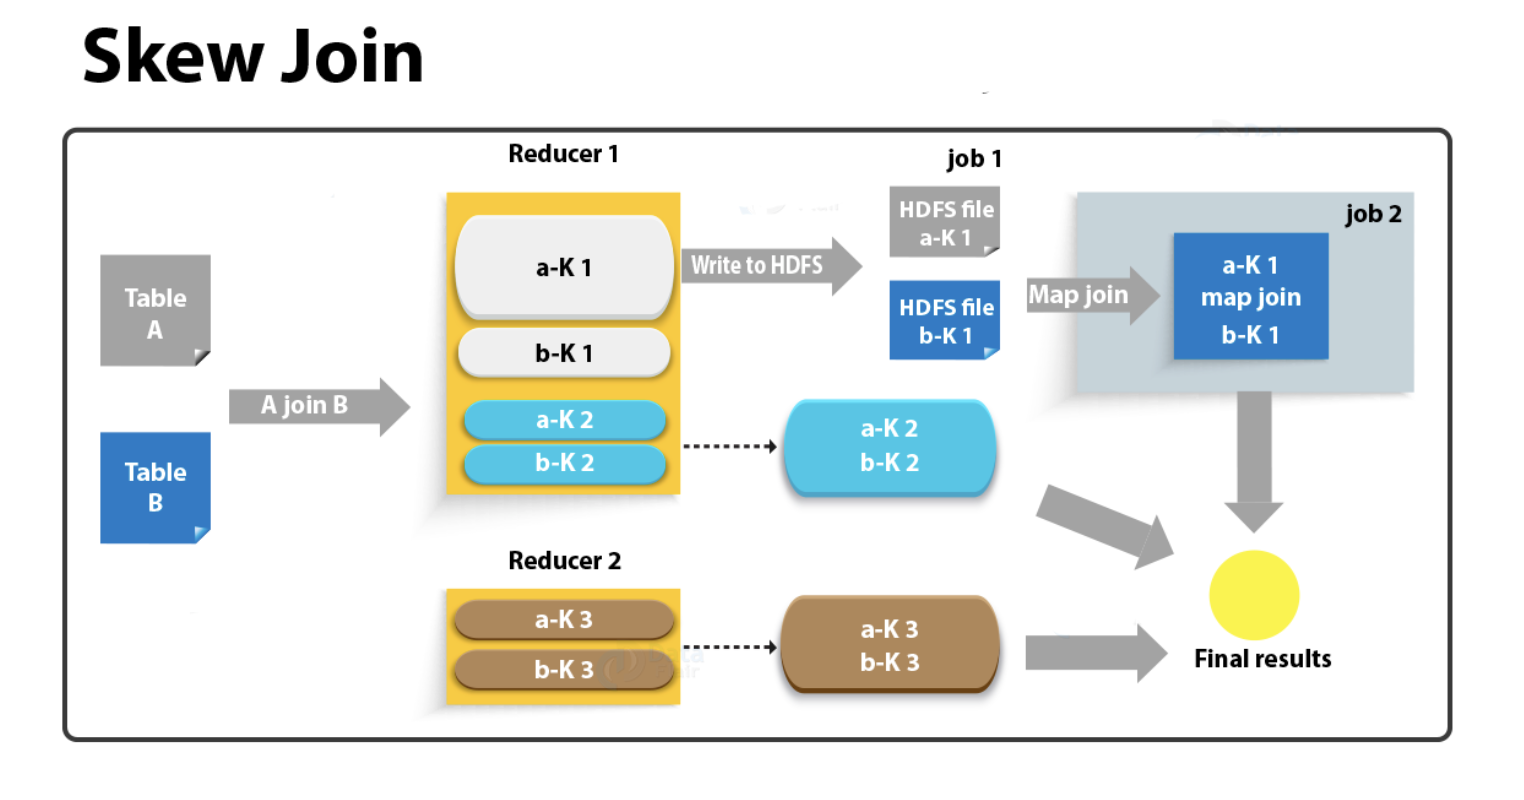 Skew Join
Reducer 1
job 1
Table
A
Table
B
A join B
a-K 1
b-K 1
a-K 2
b-K 2
Write to HDFS
HDFS file
a-K 1
HDFS file
b-K 1
Map join
job 2
a-K 1
map join
b-K 1
a-K 2
b-K 2
Reducer 2
a-K 3
b-K 3
a-K 3
b-K 3
Final results